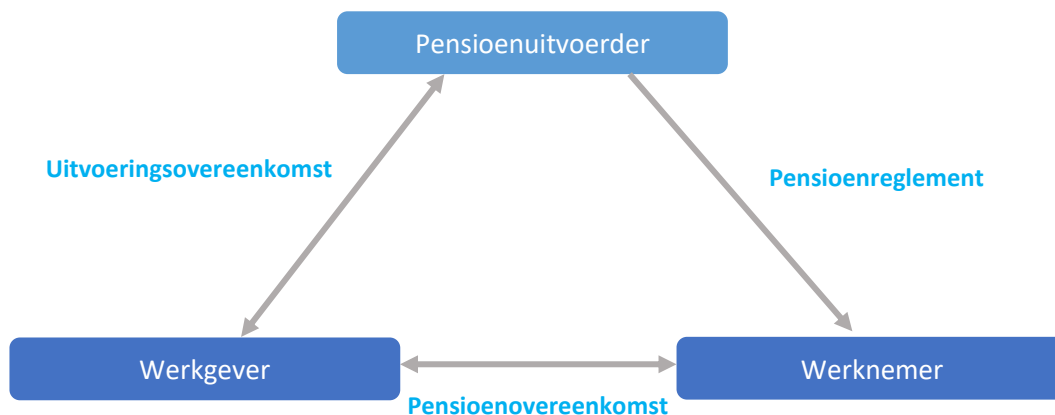 Pensioenuitvoerder
Uitvoeringsovereenkomst
Pensioenreglement
Werkgever
Werknemer
Pensioenovereenkomst